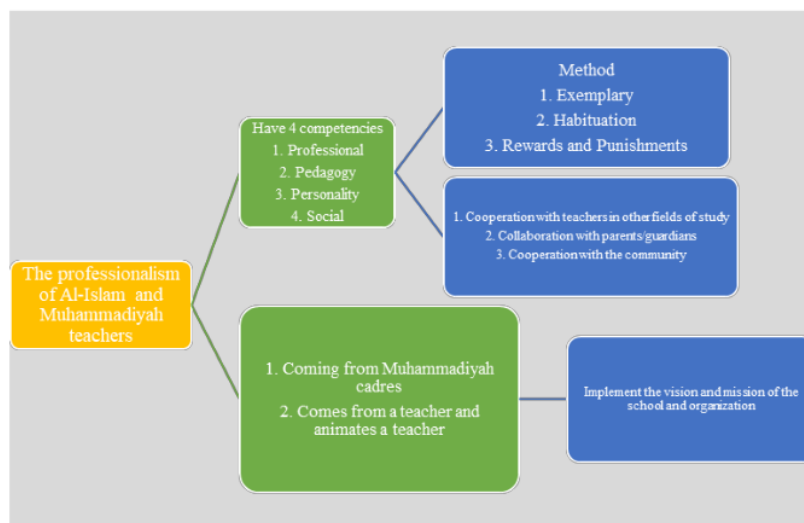 The professionalism
of Al-Islam and
Muhammadiyah
teachers
Have 4 competencies
1. Professional
2. Pedagogy
3. Personality
4. Social
Method
1. Exemplary
2. Habituation
3. Rewards and Punishments
1. Cooperation with teachers in other fields of study
2. Collaboration with parents/guardians
3. Cooperation with the community
1. Coming from Muhammadiyah
cadres
2. Comes from a teacher and
animates a teacher
Implement the vision and mission of the
school and organization